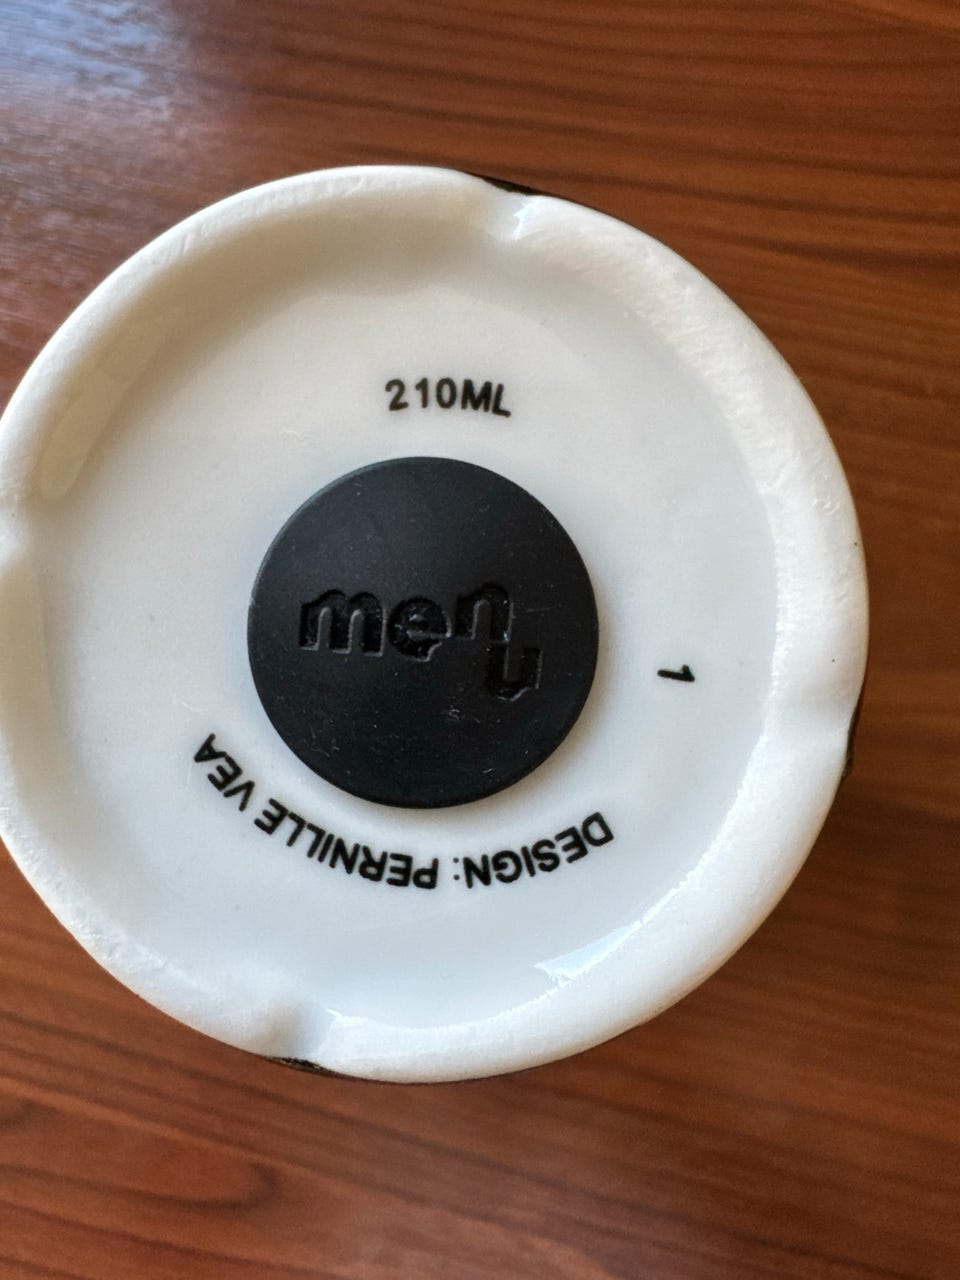 210ML
menu
1
DESIGN: PERNILLE VEA